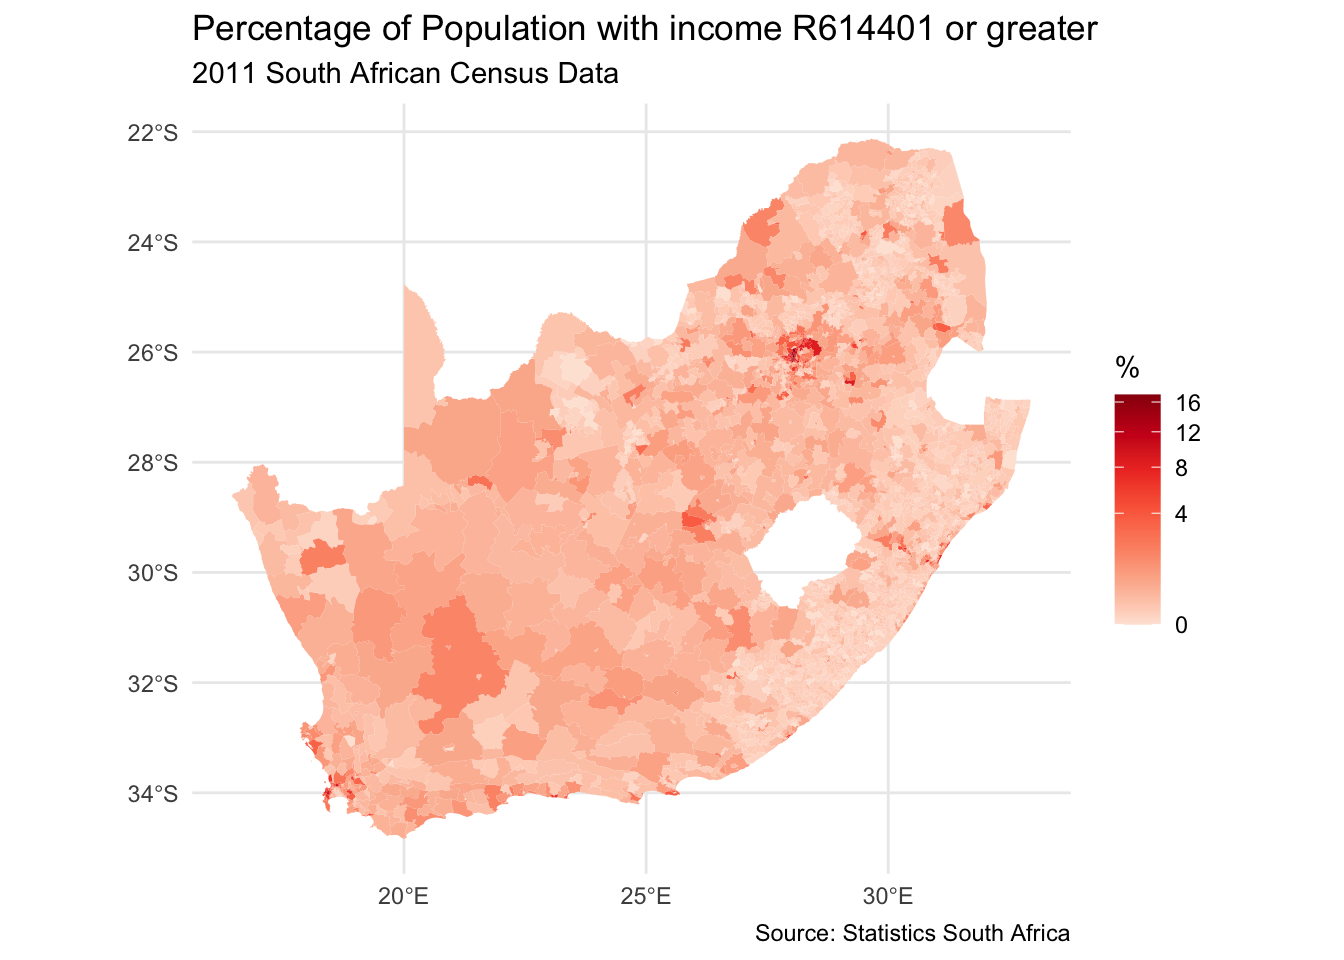 Percentage of Population with income R614401 or greater
2011 South African Census Data
22°S
24°S
26°S
28°S
30°S
32°S
34°S
20°E
25°E
30°E
%
16
12
8
4
0
Source: Statistics South Africa